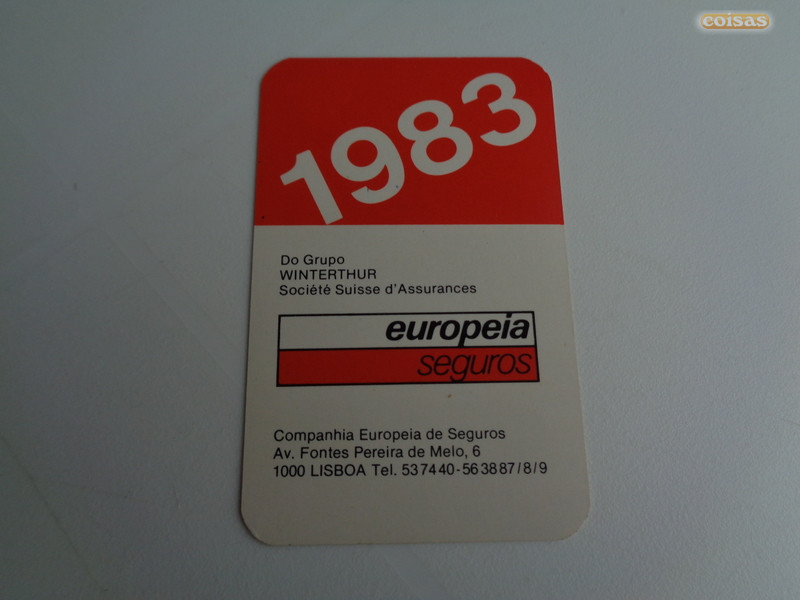 coisas
1983
Do Grupo
WINTERTHUR
Société Suisse d'Assurances
europeia
seguros
Companhia Europeia de Seguros
Av. Fontes Pereira de Melo, 6
1000 LISBOA Tel. 537440-563887/8/9